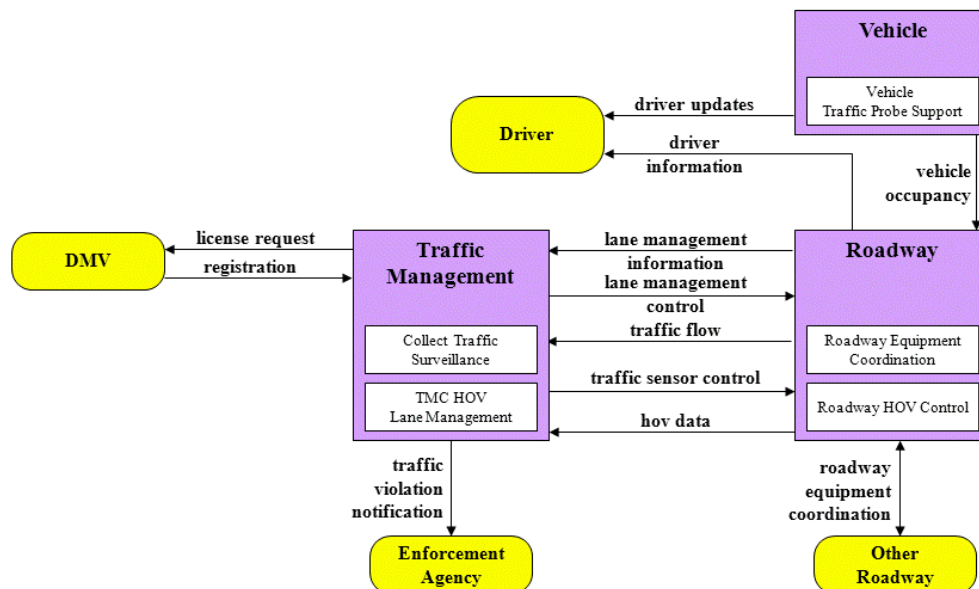 Vehicle
Vehicle
Traffic Probe Support
driver updates
Driver
driver
information
vehicle
occupancy
license request
DMV
registration
Traffic
Management
lane management
information
lane management
control
traffic flow
traffic sensor control
hov data
Collect Traffic
Surveillance
TMC HOV
Lane Management
Roadway
Roadway Equipment
Coordination
Roadway HOV Control
traffic
violation
notification
roadway
equipment
coordination
Enforcement
Agency
Other
Roadway